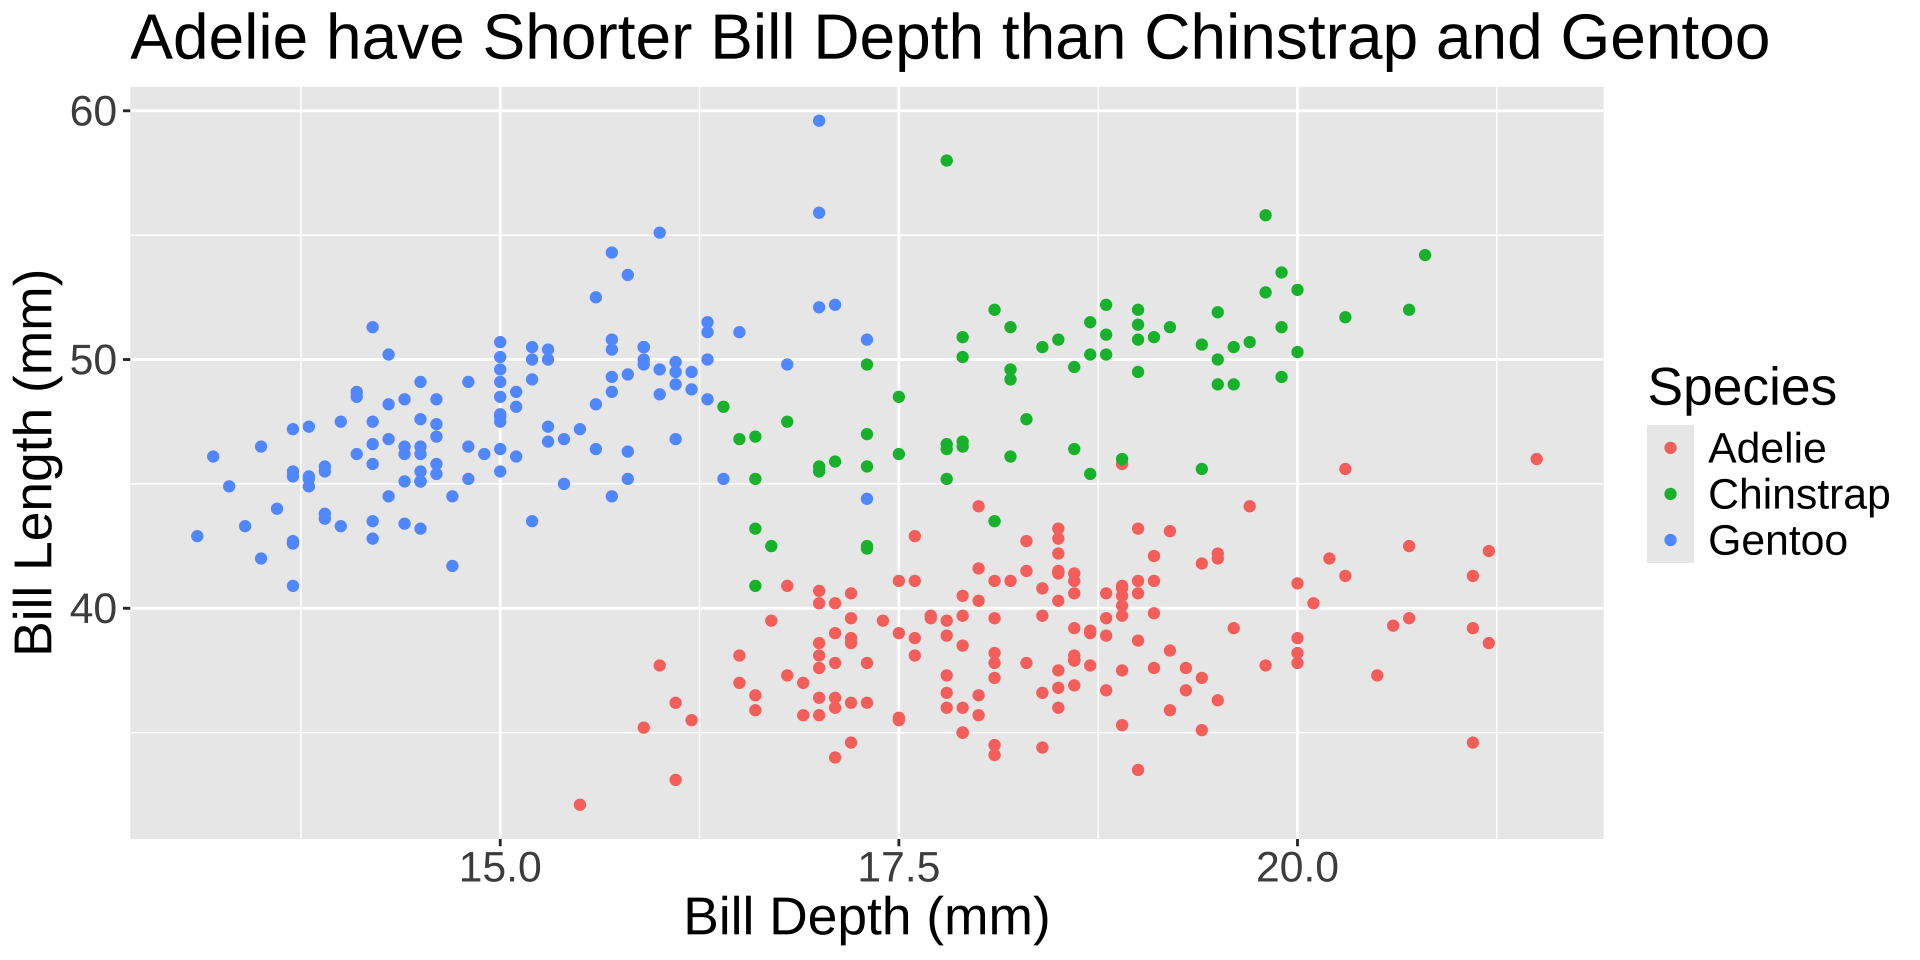 Adelie have Shorter Bill Depth than Chinstrap and Gentoo
60
50
40
Bill Length (mm)
15.0 17.5 20.0
Bill Depth (mm)
Species
Adelie
Chinstrap
Gentoo